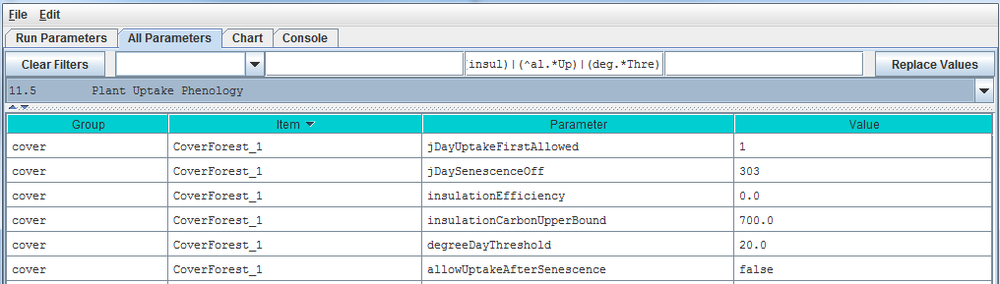 File Edit
Run Parameters All Parameters Chart Console
Clear Filters insul)|(^al.*Up)|(deg.*Thre) Replace Values
11.5 Plant Uptake Phenology
Group Item Parameter Value
cover CoverForest_1 jDayUptakeFirstAllowed 1
cover CoverForest_1 jDaySenescenceOff 303
cover CoverForest_1 insulationEfficiency 0.0
cover CoverForest_1 insulationCarbonUpperBound 700.0
cover CoverForest_1 degreeDayThreshold 20.0
cover CoverForest_1 allowUptakeAfterSenescence false